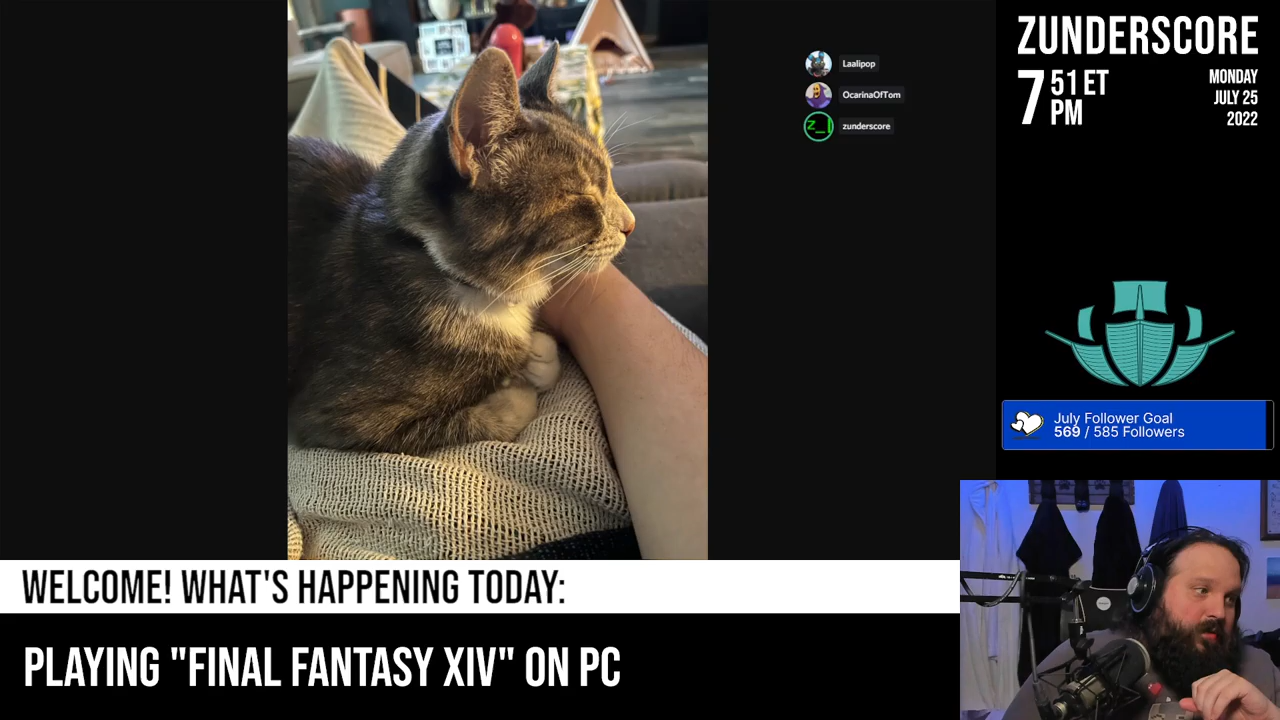 Laalipop
OcarinaOfTom
Z_
zunderscore
ZUNDERSCORE
7 51 ET
PM
MONDAY
JULY 25
2022
July Follower Goal
569 / 585 Followers
WELCOME! WHAT'S HAPPENING TODAY:
PLAYING "FINAL FANTASY XIV" ON PC